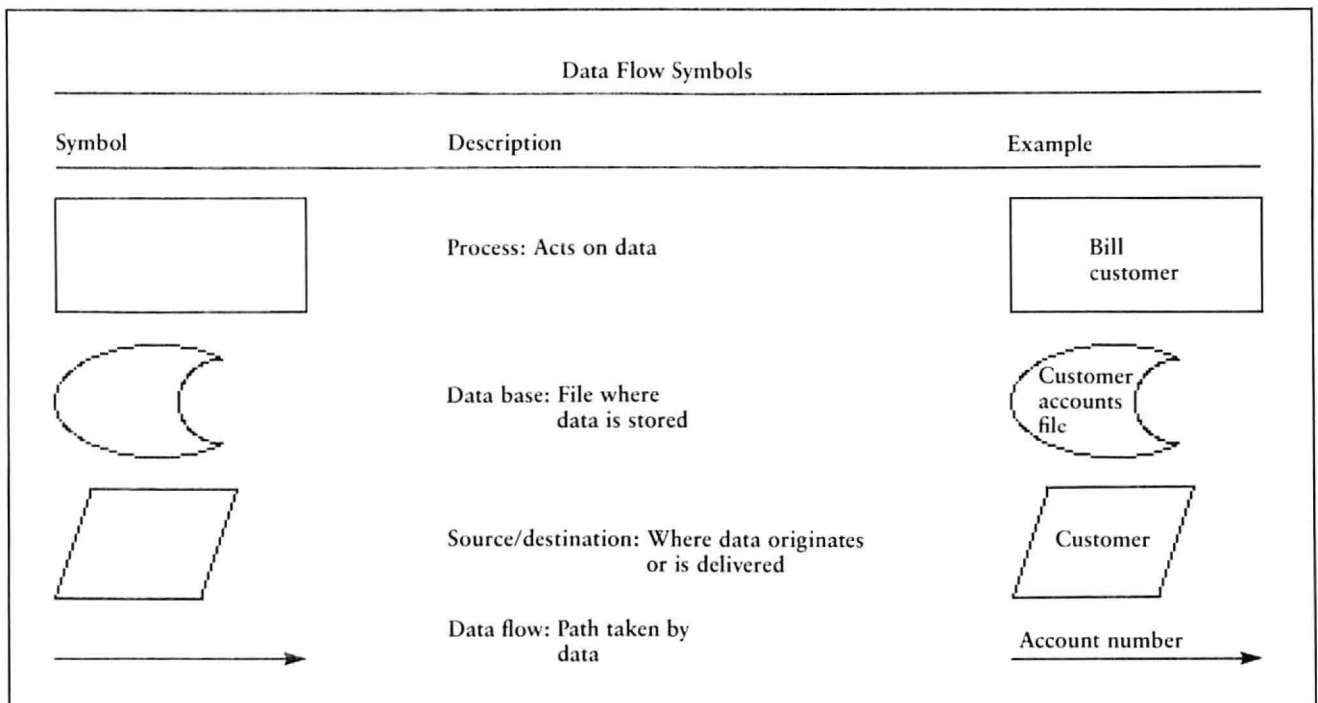 Data Flow Symbols
Symbol Description Example
Process: Acts on data
Bill
customer
Data base: File where
data is stored
Customer
accounts
file
Source/destination: Where data originates
or is delivered
Customer
Data flow: Path taken by
data
Account number